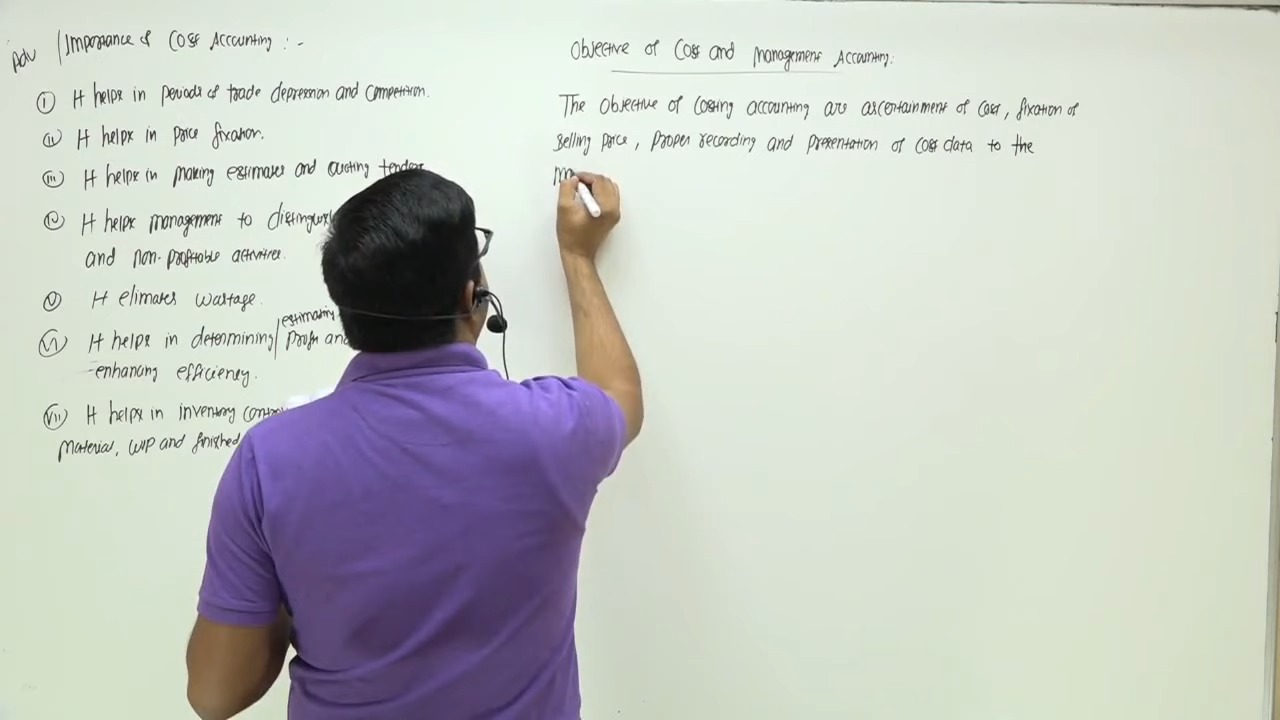 Adv / Importance of Cost Accounting :-
(i) It helps in periods of trade depression and competition.
(ii) It helps in price fixation.
(iii) It helps in making estimates and quoting tenders
(iv) It helps management to distinguish
and non-profitable activities.
(v) It elimates wastage.
estimating
(vi) It helps in determining / profit and
enhancing efficiency.
(vii) It helps in inventory control
material, WIP and finished
Objective of Cost and Management Accounting:
The objective of costing accounting are ascertainment of cost, fixation of
selling price, proper recording and presentation of cost data to the